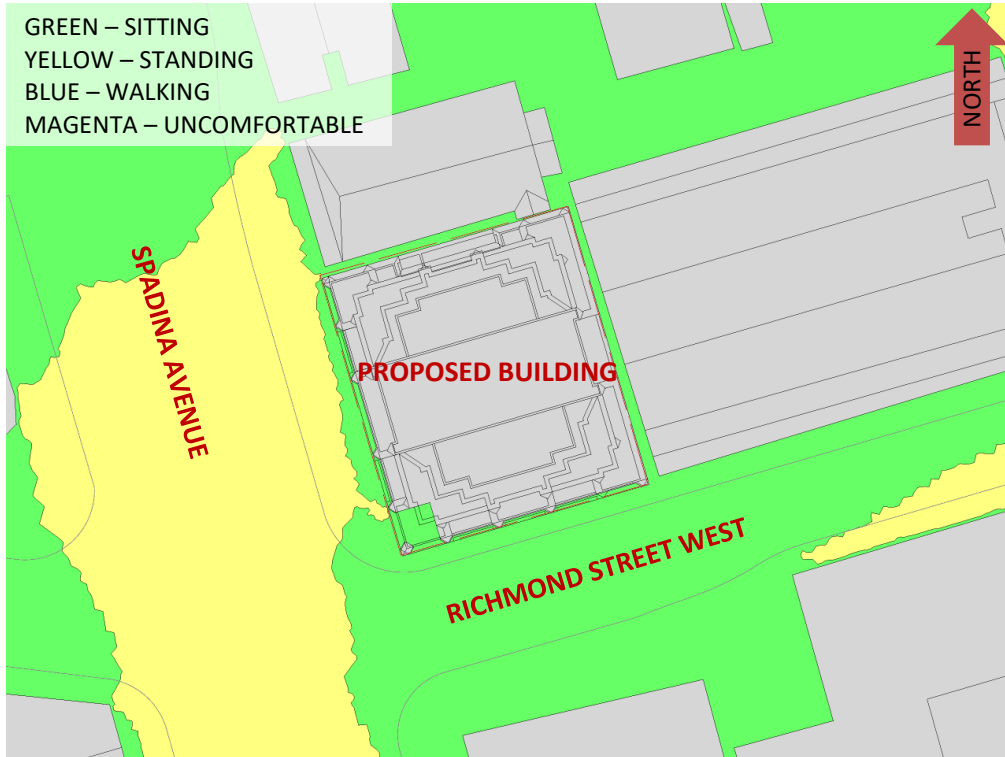 GREEN – SITTING
YELLOW – STANDING
BLUE – WALKING
MAGENTA – UNCOMFORTABLE
NORTH
SPADINA AVENUE
PROPOSED BUILDING
RICHMOND STREET WEST